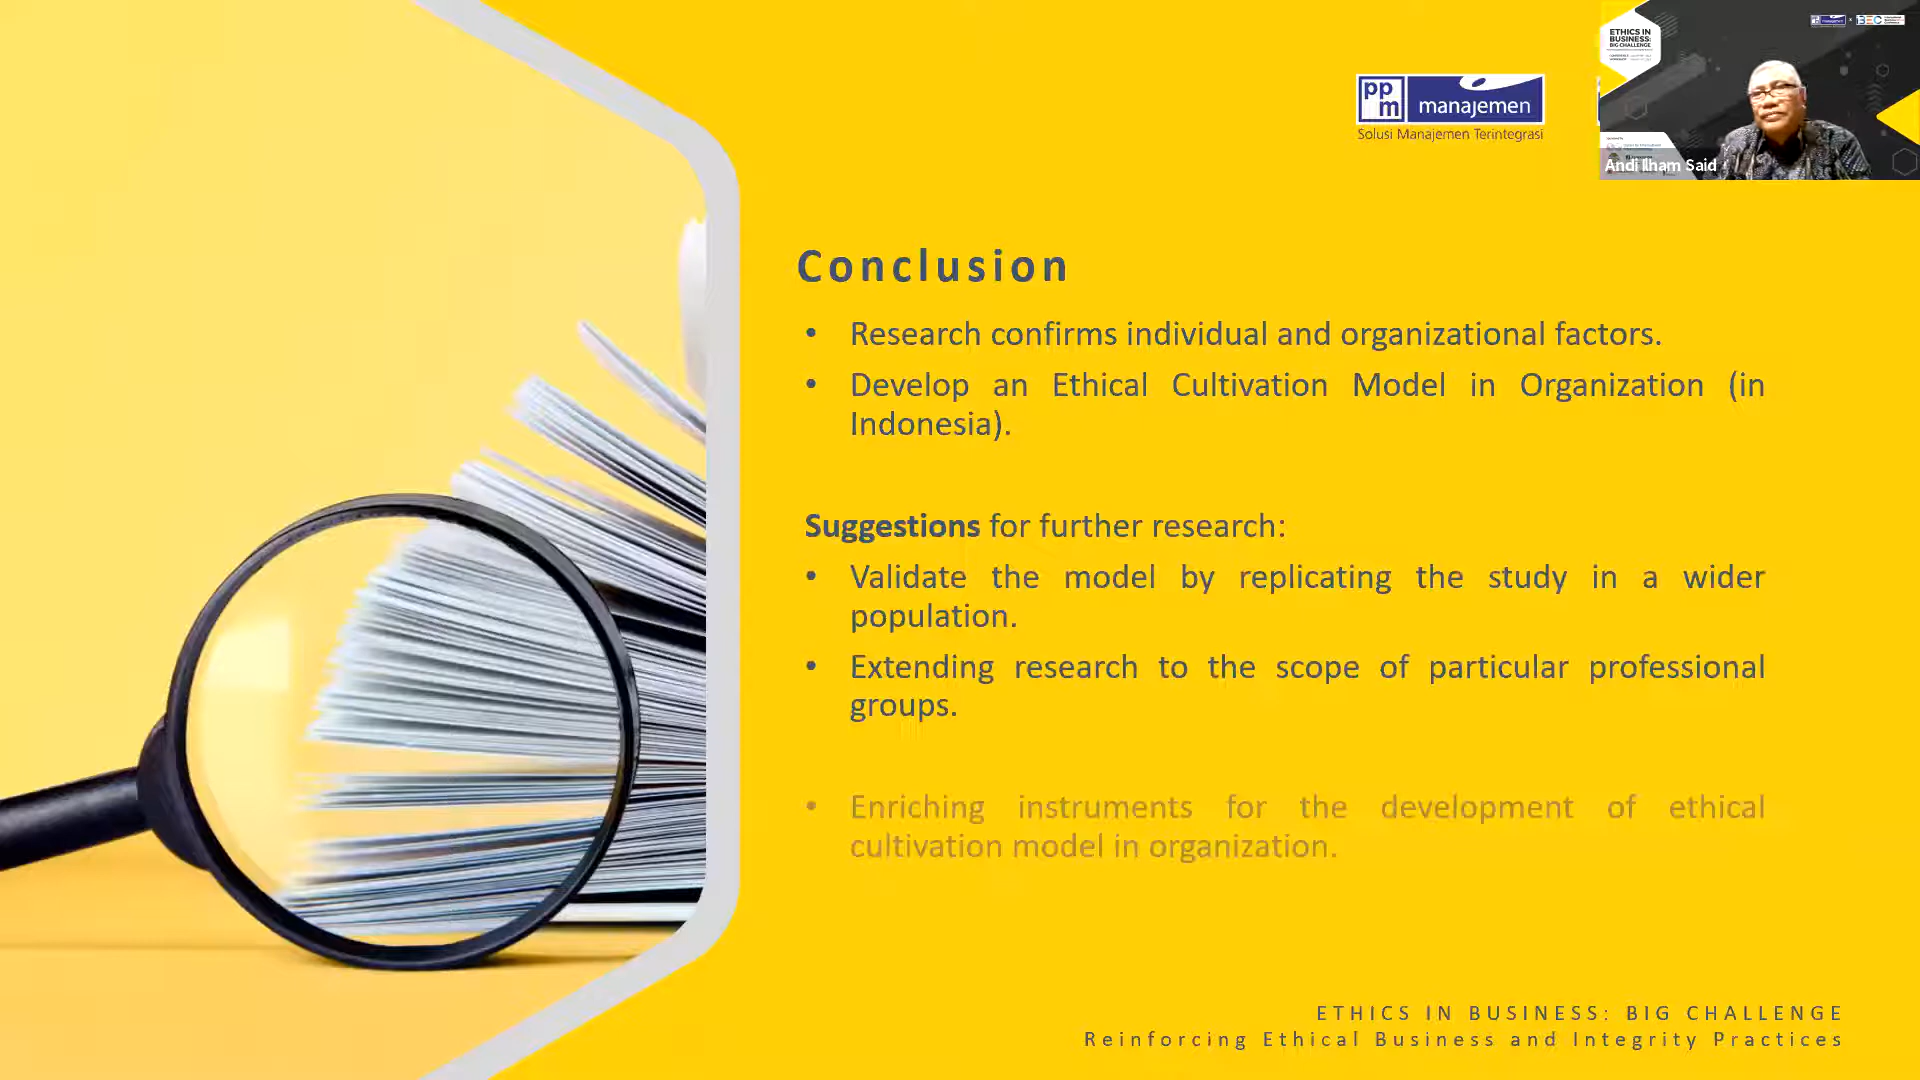 ETHICS IN
BUSINESS:
BIG CHALLENGE
ppm manajemen
Solusi Manajemen Terintegrasi
Andi Ilham Said
Conclusion
• Research confirms individual and organizational factors.
• Develop an Ethical Cultivation Model in Organization (in
Indonesia).
Suggestions for further research:
• Validate the model by replicating the study in a wider
population.
• Extending research to the scope of particular professional
groups.
• Enriching instruments for the development of ethical
cultivation model in organization.
ETHICS IN BUSINESS: BIG CHALLENGE
Reinforcing Ethical Business and Integrity Practices